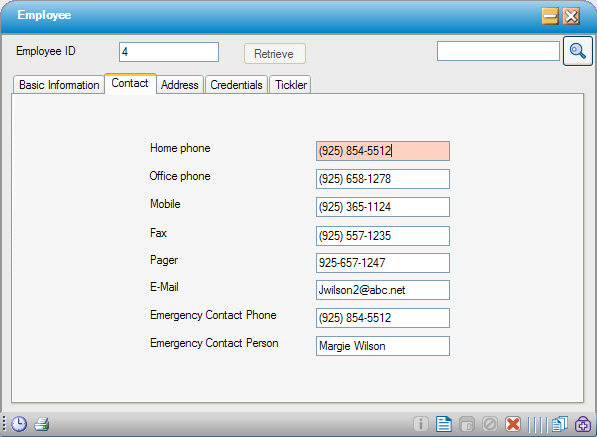 Employee
Employee ID 4 Retrieve
Basic Information Contact Address Credentials Tickler
Home phone (925) 854-5512
Office phone (925) 658-1278
Mobile (925) 365-1124
Fax (925) 557-1235
Pager 925-657-1247
E-Mail Jwilson2@abc.net
Emergency Contact Phone (925) 854-5512
Emergency Contact Person Margie Wilson